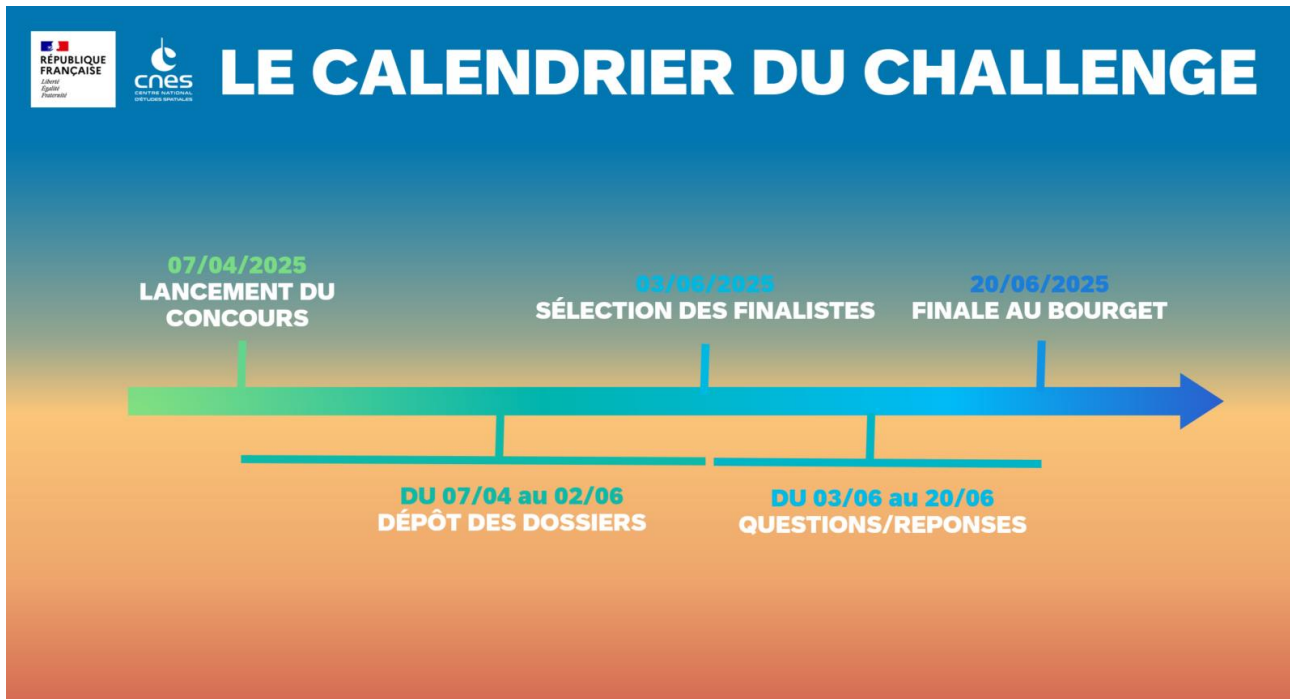 RÉPUBLIQUE
FRANÇAISE
Liberté
Égalité
Fraternité
cnes
CENTRE NATIONAL
D'ÉTUDES SPATIALES
LE CALENDRIER DU CHALLENGE
07/04/2025
LANCEMENT DU
CONCOURS
03/06/2025
SÉLECTION DES FINALISTES
20/06/2025
FINALE AU BOURGET
DU 07/04 au 02/06
DÉPÔT DES DOSSIERS
DU 03/06 au 20/06
QUESTIONS/REPONSES